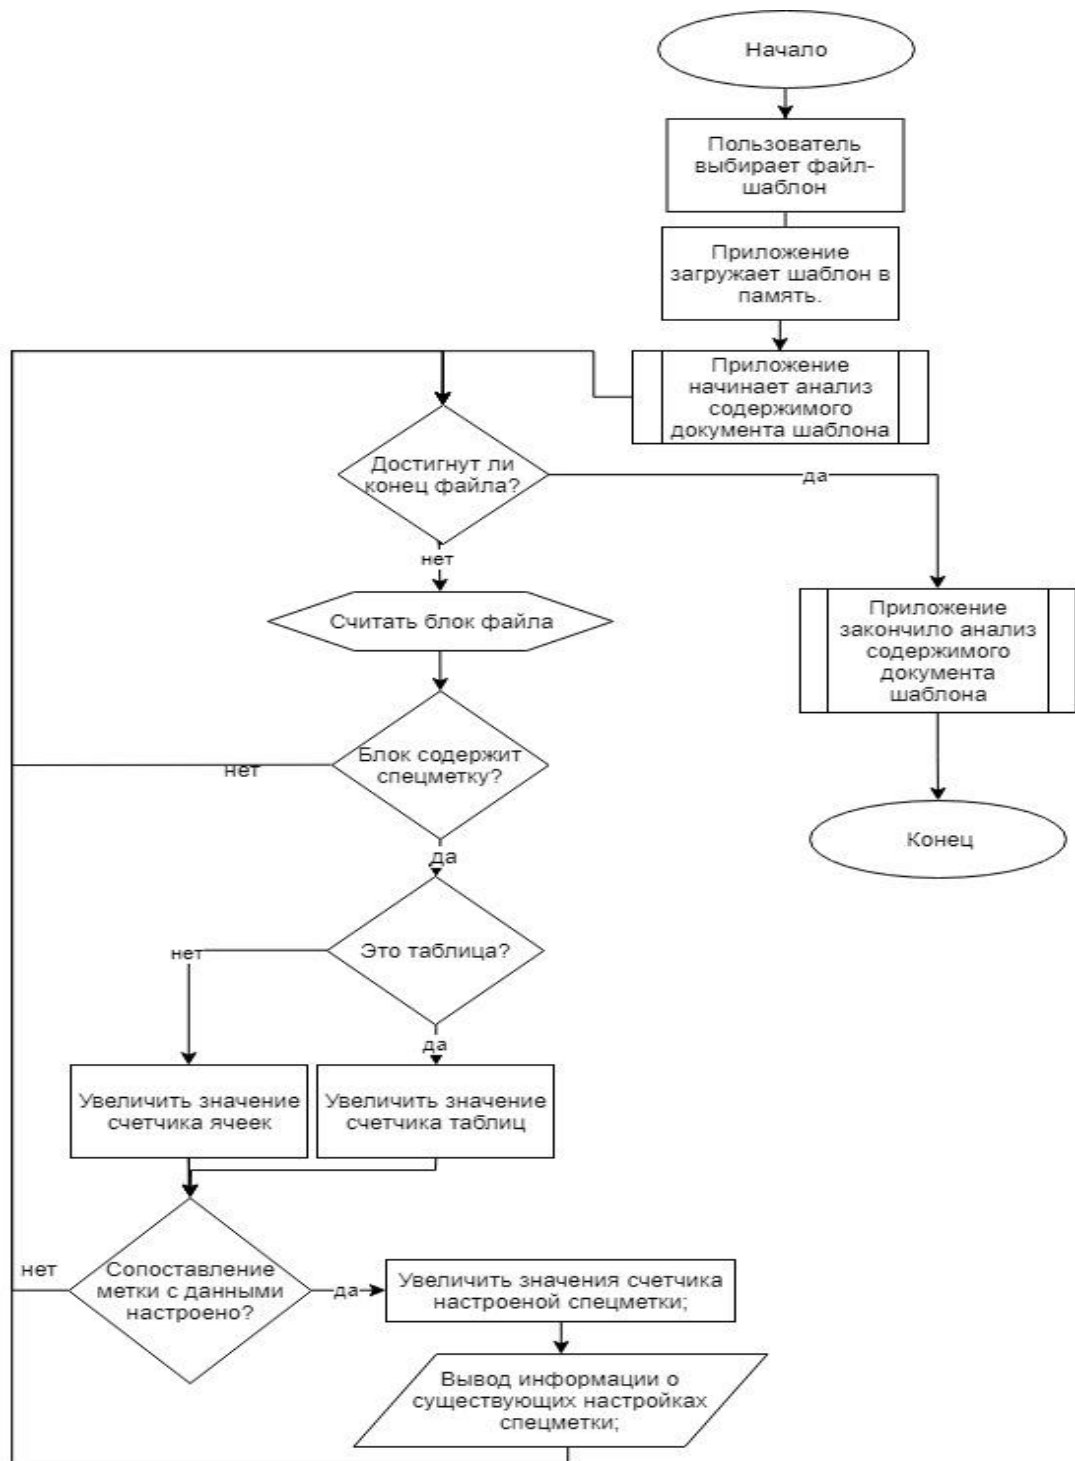 Начало
Пользователь
выбирает файл-
шаблон
Приложение
загружает шаблон в
память.
Приложение
начинает анализ
содержимого
документа шаблона
Достигнут ли
конец файла?
да
нет
Считать блок файла
Приложение
закончило анализ
содержимого
документа
шаблона
Блок содержит
спецметку?
нет
Конец
да
Это таблица?
нет
да
Увеличить значение
счетчика ячеек
Увеличить значение
счетчика таблиц
Сопоставление
метки с данными
настроено?
нет
да
Увеличить значения счетчика
настроеной спецметки;
Вывод информации о
существующих настройках
спецметки;